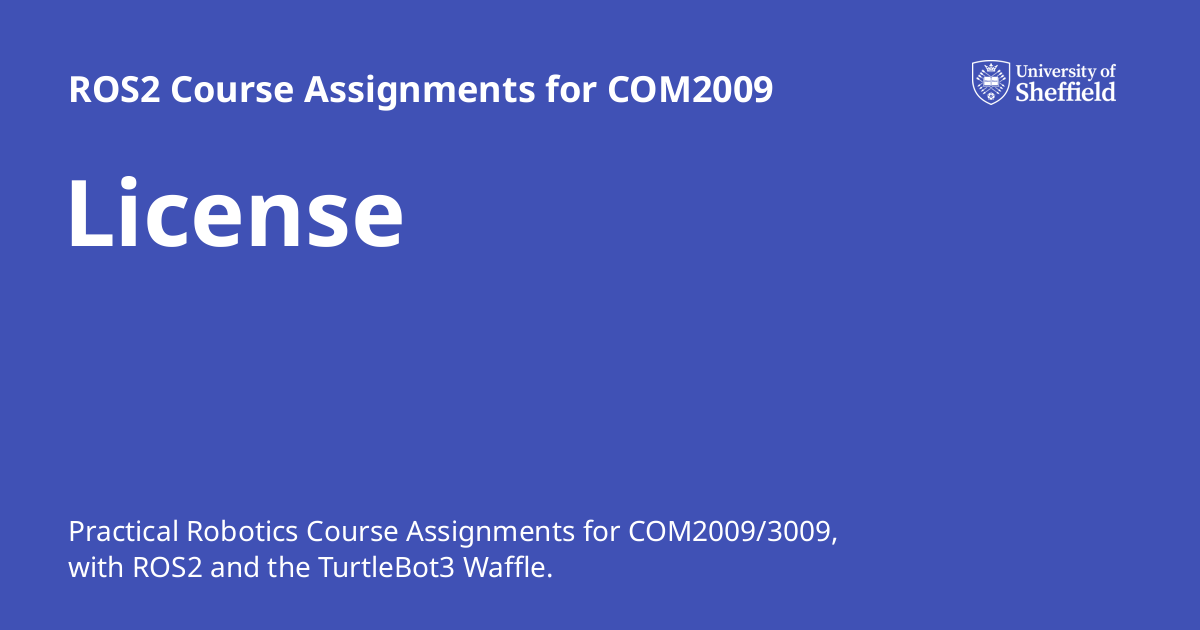 ROS2 Course Assignments for COM2009
University of
Sheffield
License
Practical Robotics Course Assignments for COM2009/3009,
with ROS2 and the TurtleBot3 Waffle.